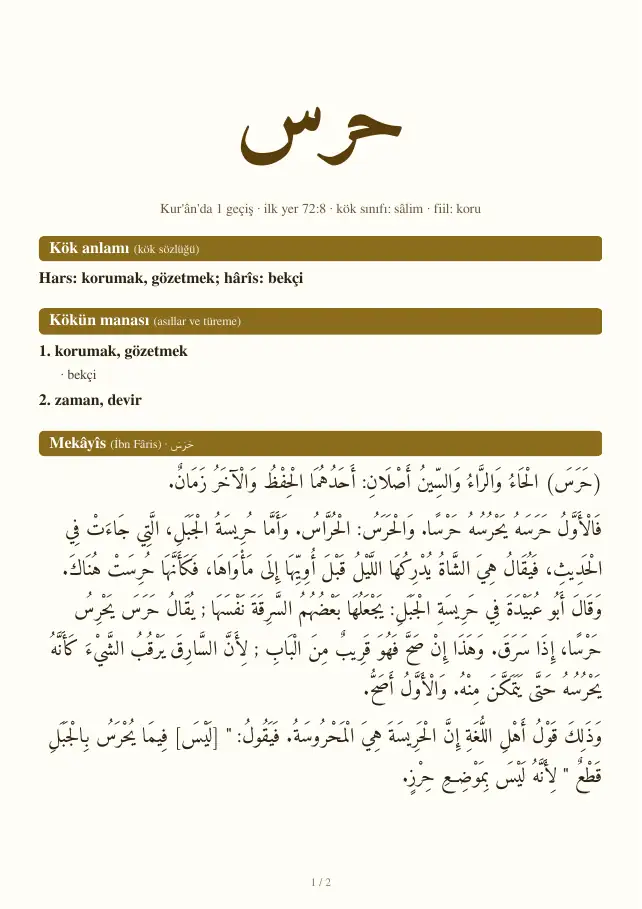 حرس
Kur'ân'da 1 geçiş · ilk yer 72:8 · kök sınıfı: sâlim · fiil: koru
Kök anlamı (kök sözlüğü)
Hars: korumak, gözetmek; hârîs: bekçi
Kökün manası (asıllar ve türeme)
1. korumak, gözetmek
· bekçi
2. zaman, devir
Mekâyîs (İbn Fâris) · حَرَسَ
(حَرَسَ) الْحَاءُ وَالرَّاءُ وَالسِّينُ أَصْلَانِ: أَحَدُهُمَا الْحِفْظُ وَالْآخَرُ زَمَانٌ.
فَالْأَوَّلُ حَرَسَهُ يَحْرُسُهُ حَرْسًا. وَالْحَرَسُ: الْحُرَّاسُ. وَأَمَّا حُرِيسَةُ الْجَبَلِ، الَّتِي جَاءَتْ فِي
الْحَدِيثِ، فَيُقَالُ هِيَ الشَّاةُ يُدْرِكُهَا اللَّيْلُ قَبْلَ أُوِيِّهَا إِلَى مَأْوَاهَا، فَكَأَنَّهَا حُرِسَتْ هُنَاكَ.
وَقَالَ أَبُو عُبَيْدَةَ فِي حَرِيسَةِ الْجَبَلِ: يَجْعَلُهَا بَعْضُهُمُ السَّرِقَةَ نَفْسَهَا ; يُقَالُ حَرَسَ يَحْرِسُ
حَرْسًا، إِذَا سَرَقَ. وَهَذَا إِنْ صَحَّ فَهُوَ قَرِيبٌ مِنَ الْبَابِ ; لِأَنَّ السَّارِقَ يَرْقُبُ الشَّيْءَ كَأَنَّهُ
يَحْرُسُهُ حَتَّى يَتَمَكَّنَ مِنْهُ. وَالْأَوَّلُ أَصَحُّ.
وَذَلِكَ قَوْلُ أَهْلِ اللُّغَةِ إِنَّ الْحَرِيسَةَ هِيَ الْمَحْرُوسَةُ. فَيَقُولُ: " [لَيْسَ] فِيمَا يُحْرَسُ بِالْجَبَلِ
قَطْعٌ " لِأَنَّهُ لَيْسَ بِمَوْضِعِ حِرْزٍ.
1 / 2